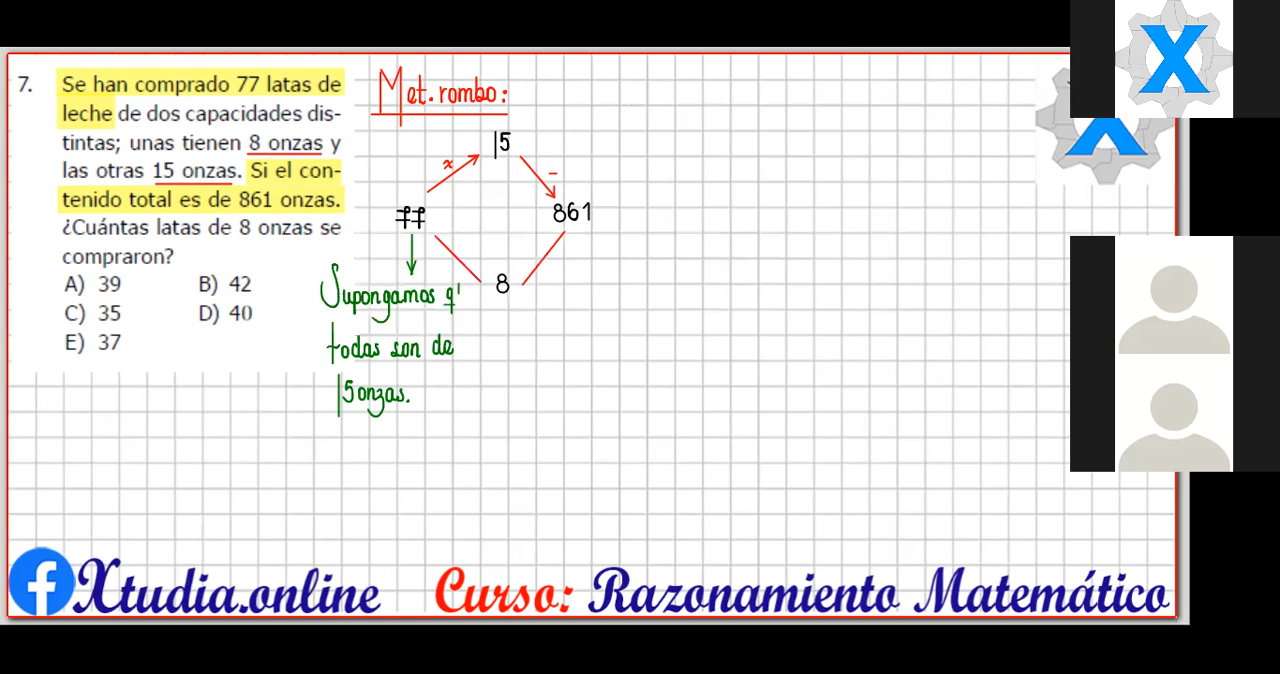 7. Se han comprado 77 latas de
leche de dos capacidades dis-
tintas; unas tienen 8 onzas y
las otras 15 onzas. Si el con-
tenido total es de 861 onzas.
¿Cuántas latas de 8 onzas se
compraron?
A) 39 B) 42
C) 35 D) 40
E) 37
Met. rombo:
15
x -
77 861
8
Supongamos q'
todas son de
15 onzas.
X
f Xtudia.online Curso: Razonamiento Matemático